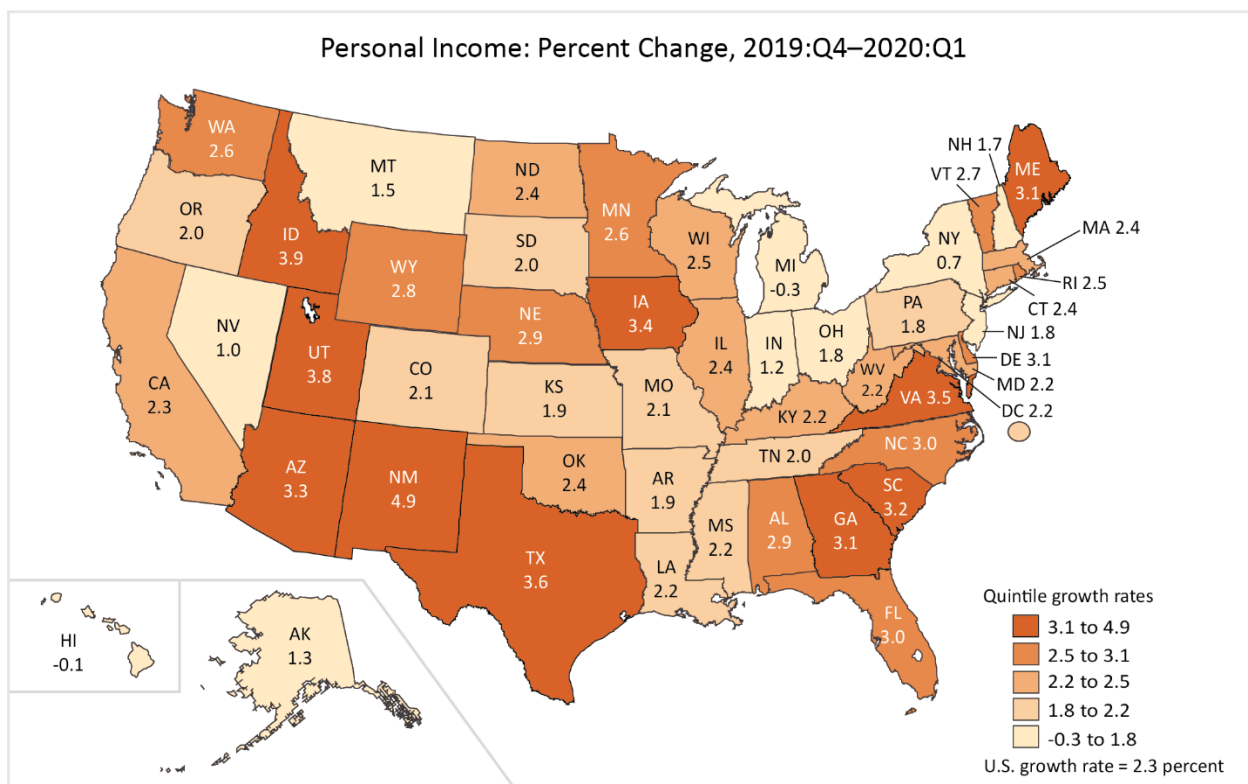 Personal Income: Percent Change, 2019:Q4–2020:Q1
WA
2.6
MT
1.5
ND
2.4
MN
2.6
NH 1.7
VT 2.7
ME
3.1
OR
2.0
ID
3.9
WY
2.8
SD
2.0
WI
2.5
MI
-0.3
NY
0.7
MA 2.4
RI 2.5
CT 2.4
NJ 1.8
DE 3.1
MD 2.2
DC 2.2
NV
1.0
UT
3.8
CO
2.1
NE
2.9
IA
3.4
IL
2.4
IN
1.2
OH
1.8
PA
1.8
WV
2.2
VA 3.5
CA
2.3
KS
1.9
MO
2.1
KY 2.2
NC 3.0
AZ
3.3
NM
4.9
OK
2.4
AR
1.9
TN 2.0
SC
3.2
TX
3.6
LA
2.2
MS
2.2
AL
2.9
GA
3.1
FL
3.0
HI
-0.1
AK
1.3
Quintile growth rates
3.1 to 4.9
2.5 to 3.1
2.2 to 2.5
1.8 to 2.2
-0.3 to 1.8
U.S. growth rate = 2.3 percent